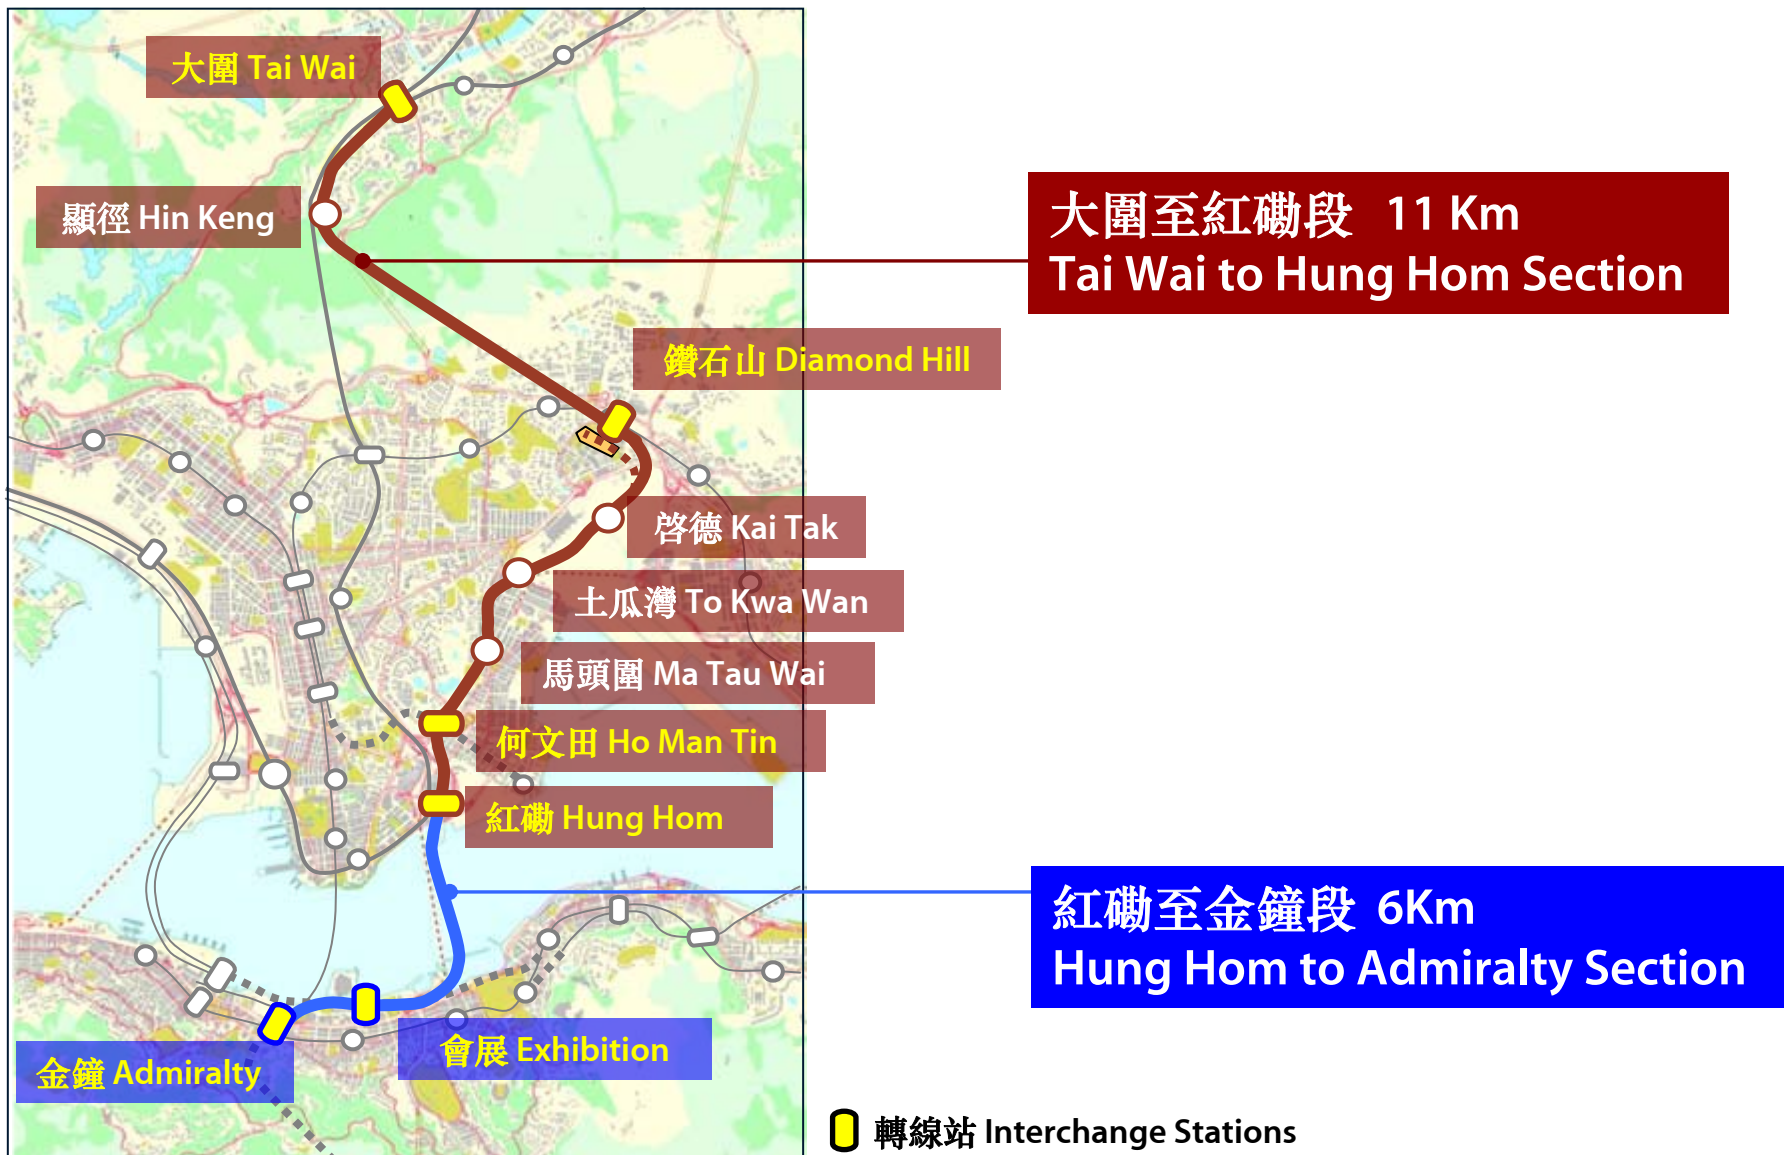 大圍 Tai Wai
顯徑 Hin Keng
大圍至紅磡段 11 Km
Tai Wai to Hung Hom Section
鑽石山 Diamond Hill
啓德 Kai Tak
土瓜灣 To Kwa Wan
馬頭圍 Ma Tau Wai
何文田 Ho Man Tin
紅磡 Hung Hom
紅磡至金鐘段 6Km
Hung Hom to Admiralty Section
會展 Exhibition
金鐘 Admiralty
轉線站 Interchange Stations